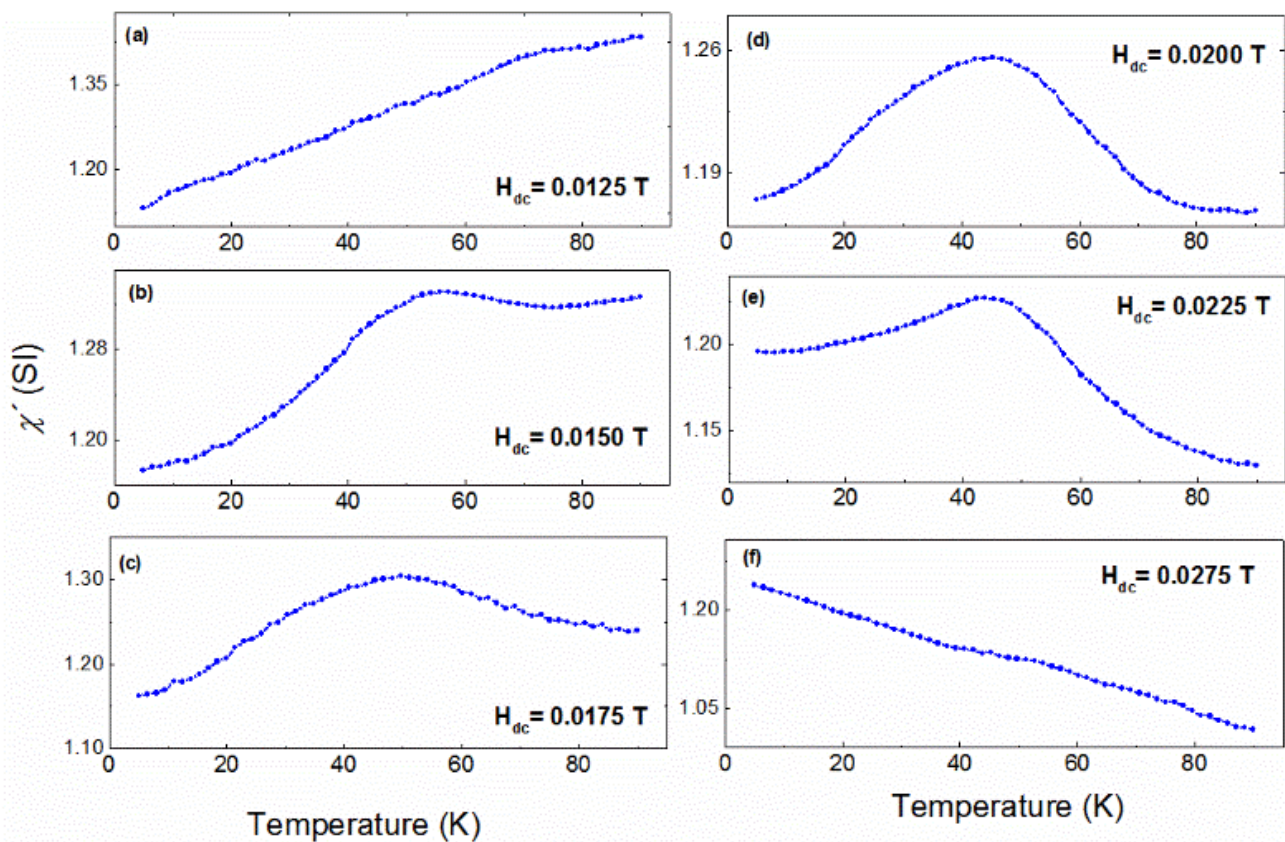 (a)
1.35
1.20
H_dc= 0.0125 T
0 20 40 60 80
(b)
1.28
1.20
H_dc= 0.0150 T
0 20 40 60 80
(c)
1.30
1.20
1.10
H_dc= 0.0175 T
0 20 40 60 80
Temperature (K)
χ´ (SI)
(d)
1.26
1.19
H_dc= 0.0200 T
0 20 40 60 80
(e)
1.20
1.15
H_dc= 0.0225 T
0 20 40 60 80
(f)
1.20
1.05
H_dc= 0.0275 T
0 20 40 60 80
Temperature (K)